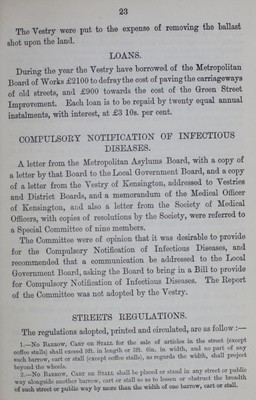 23
The Vestry were put to the expense of removing the ballast
shot upon the land.
LOANS.
During the year the Vestry have borrowed of the Metropolitan
Board of Works £2100 to defray the cost of paving the carriageways
of old streets, and £900 towards the cost of the Green Street
Improvement. Each loan is to be repaid by twenty equal annual
instalments, with interest, at £3 10s. per cent.
COMPULSORY NOTIFICATION OF INFECTIOUS
DISEASES.
A letter from the Metropolitan Asylums Board, with a copy of
a letter by that Board to the Local Government Board, and a copy
of a letter from the Vestry of Kensington, addressed to Vestries
and District Boards, and a memorandum of the Medical Officer
of Kensington, and also a letter from the Society of Medical
Officers, with copies of resolutions by the Society, were referred to
a Special Committee of nine members.
The Committee were of opinion that it was desirable to provide
for the Compulsory Notification of Infectious Diseases, and
recommended that a communication be addressed to the Local
Government Board, asking the Board to bring in a Bill to provide
for Compulsory Notification of Infectious Diseases. The Report
of the Committee was not adopted by the Vestry.
STREETS REGULATIONS.
The regulations adopted, printed and circulated, are as follow :—
1.—No Barrow, Cart or Stall for the sale of articles in the street (except
coffee stalls) shall exceed 9ft. in length or 3ft. 6in. in width, and no part of any
such barrow, cart or stall (except coffee stalls), as regards the width, shall project
beyond the wheels.
2.—No Barrow, Cart or Stall shall be placed or stand in any street or public
way alongside another barrow, cart or stall so as to lessen or obstruct the breadth
of such street or public way by more than the width of one barrow, cart or stall.